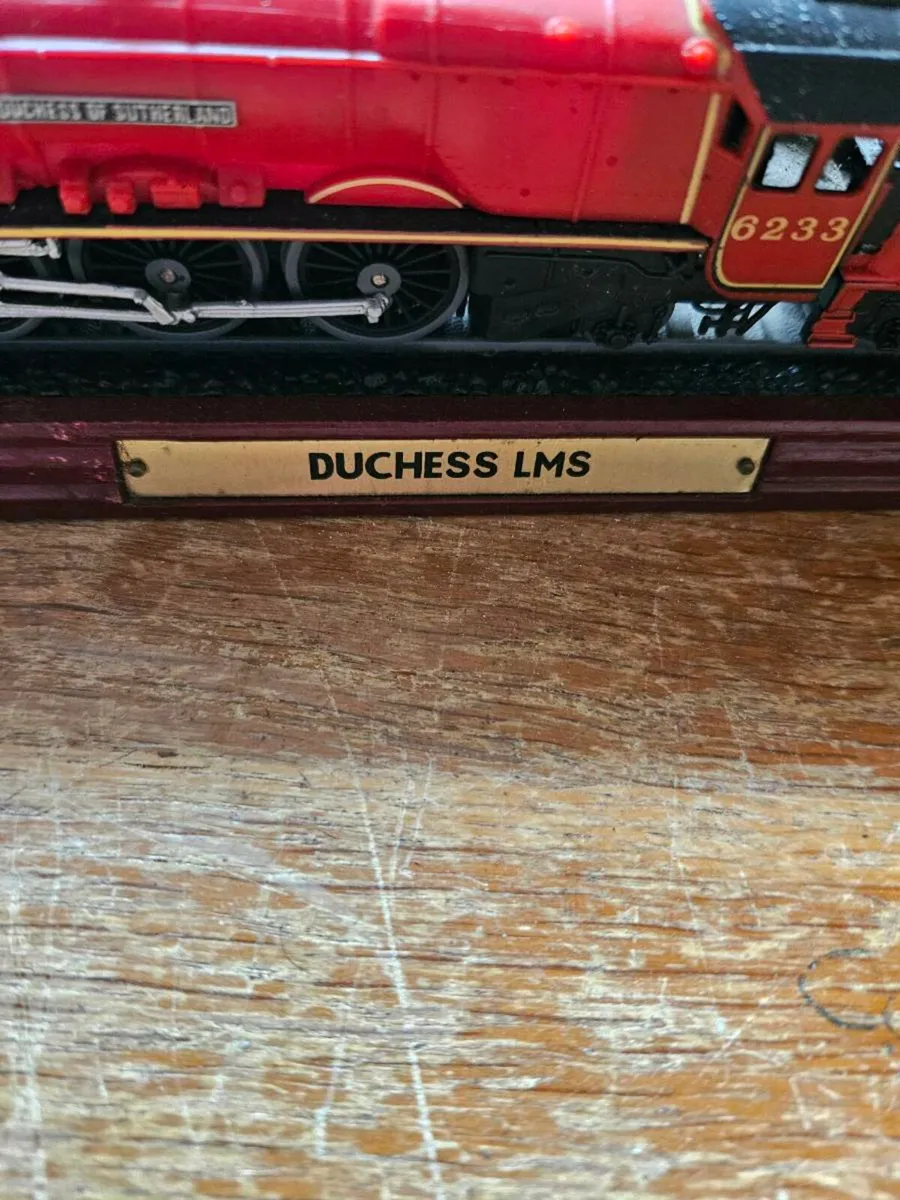 DUCHESS OF SUTHERLAND
6233
DUCHESS LMS